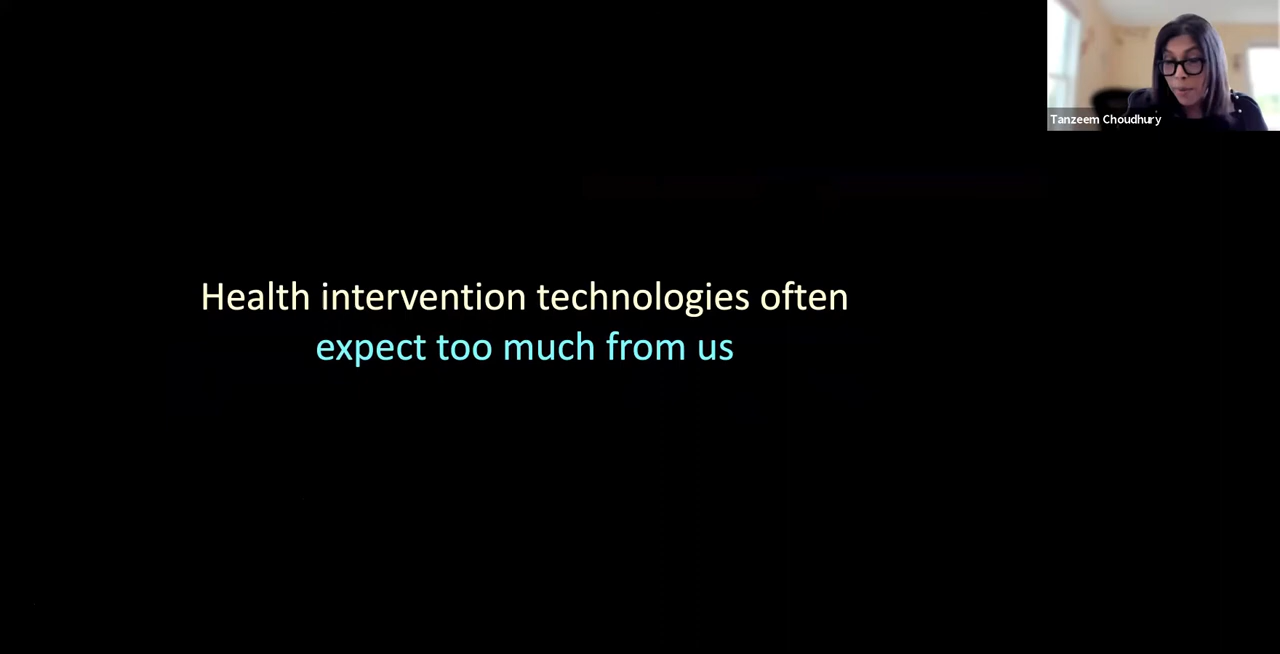 Tanzeem Choudhury
Health intervention technologies often
expect too much from us